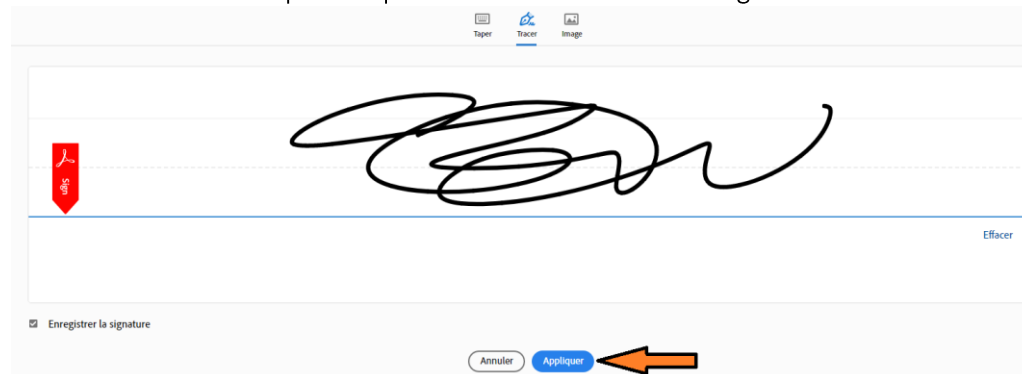 Taper Tracer Image
Sign
Effacer
Enregistrer la signature
Annuler Appliquer